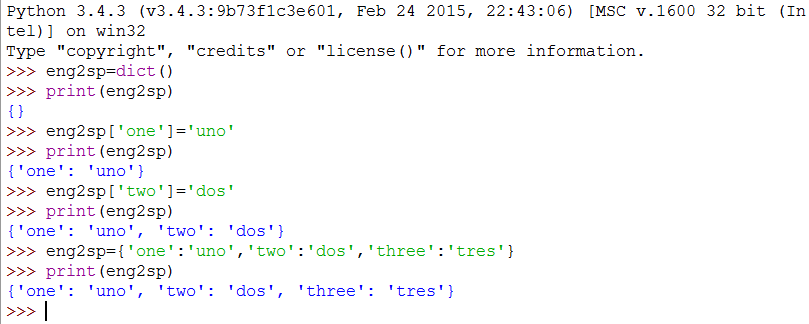 Python 3.4.3 (v3.4.3:9b73f1c3e601, Feb 24 2015, 22:43:06) [MSC v.1600 32 bit (In
tel)] on win32
Type "copyright", "credits" or "license()" for more information.
>>> eng2sp=dict()
>>> print(eng2sp)
{}
>>> eng2sp['one']='uno'
>>> print(eng2sp)
{'one': 'uno'}
>>> eng2sp['two']='dos'
>>> print(eng2sp)
{'one': 'uno', 'two': 'dos'}
>>> eng2sp={'one':'uno','two':'dos','three':'tres'}
>>> print(eng2sp)
{'one': 'uno', 'two': 'dos', 'three': 'tres'}
>>>